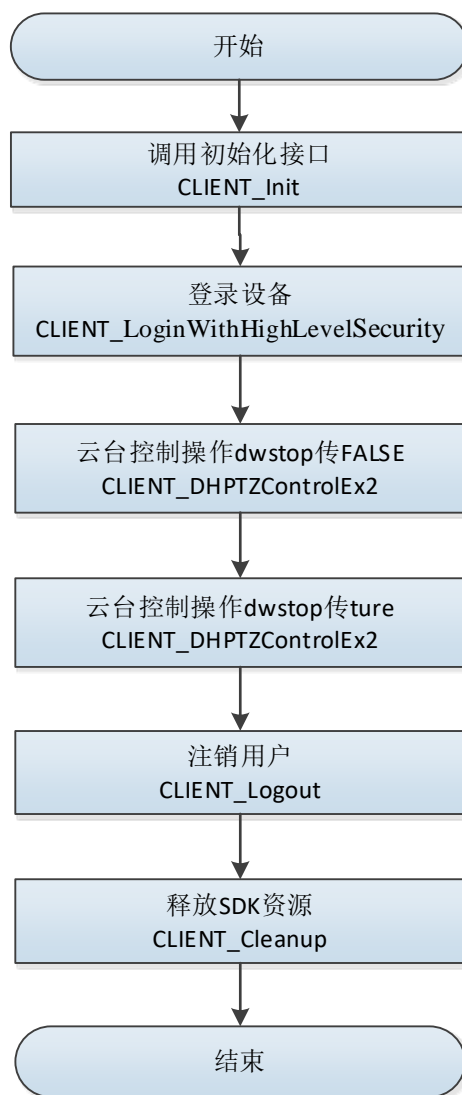 开始
调用初始化接口
CLIENT_Init
登录设备
CLIENT_LoginWithHighLevelSecurity
云台控制操作dwstop传FALSE
CLIENT_DHPTZControlEx2
云台控制操作dwstop传ture
CLIENT_DHPTZControlEx2
注销用户
CLIENT_Logout
释放SDK资源
CLIENT_Cleanup
结束